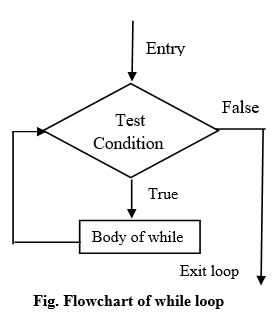 Entry
False
Test
Condition
True
Body of while
Exit loop
Fig. Flowchart of while loop